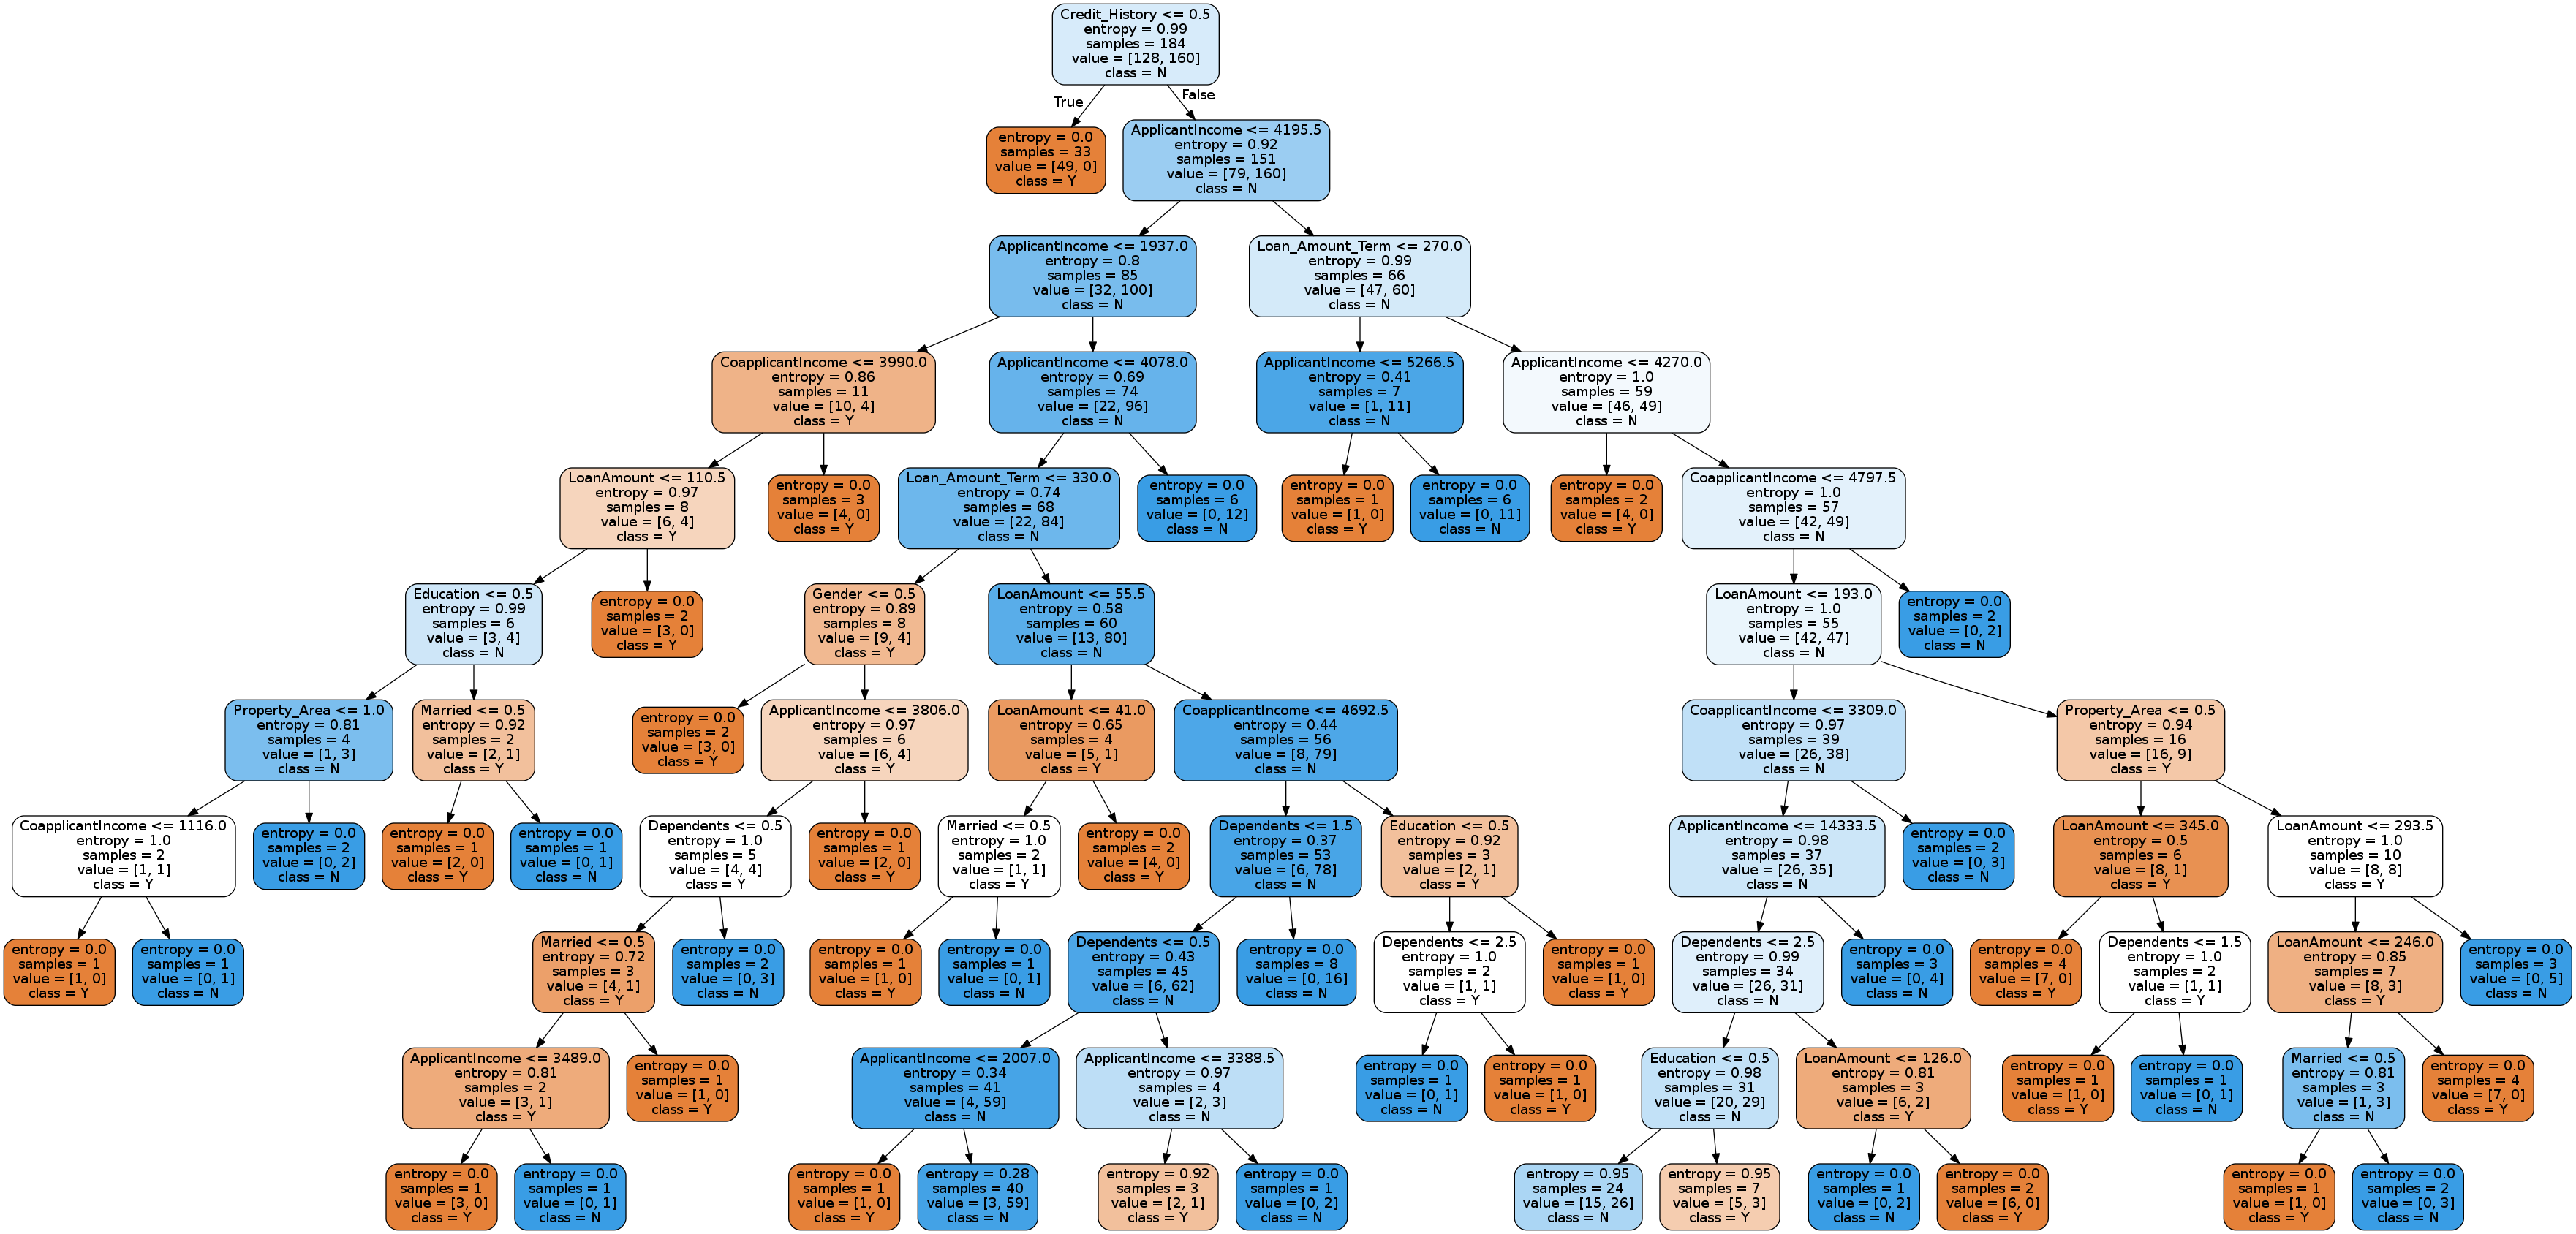 Credit_History <= 0.5
entropy = 0.99
samples = 184
value = [128, 160]
class = N
True
False
entropy = 0.0
samples = 33
value = [49, 0]
class = Y
ApplicantIncome <= 4195.5
entropy = 0.92
samples = 151
value = [79, 160]
class = N
ApplicantIncome <= 1937.0
entropy = 0.8
samples = 85
value = [32, 100]
class = N
Loan_Amount_Term <= 270.0
entropy = 0.99
samples = 66
value = [47, 60]
class = N
CoapplicantIncome <= 3990.0
entropy = 0.86
samples = 11
value = [10, 4]
class = Y
ApplicantIncome <= 4078.0
entropy = 0.69
samples = 74
value = [22, 96]
class = N
ApplicantIncome <= 5266.5
entropy = 0.41
samples = 7
value = [1, 11]
class = N
ApplicantIncome <= 4270.0
entropy = 1.0
samples = 59
value = [46, 49]
class = N
LoanAmount <= 110.5
entropy = 0.97
samples = 8
value = [6, 4]
class = Y
entropy = 0.0
samples = 3
value = [4, 0]
class = Y
Loan_Amount_Term <= 330.0
entropy = 0.74
samples = 68
value = [22, 84]
class = N
entropy = 0.0
samples = 6
value = [0, 12]
class = N
entropy = 0.0
samples = 1
value = [1, 0]
class = Y
entropy = 0.0
samples = 6
value = [0, 11]
class = N
entropy = 0.0
samples = 2
value = [4, 0]
class = Y
CoapplicantIncome <= 4797.5
entropy = 1.0
samples = 57
value = [42, 49]
class = N
Education <= 0.5
entropy = 0.99
samples = 6
value = [3, 4]
class = N
entropy = 0.0
samples = 2
value = [3, 0]
class = Y
Gender <= 0.5
entropy = 0.89
samples = 8
value = [9, 4]
class = Y
LoanAmount <= 55.5
entropy = 0.58
samples = 60
value = [13, 80]
class = N
LoanAmount <= 193.0
entropy = 1.0
samples = 55
value = [42, 47]
class = N
entropy = 0.0
samples = 2
value = [0, 2]
class = N
Property_Area <= 1.0
entropy = 0.81
samples = 4
value = [1, 3]
class = N
Married <= 0.5
entropy = 0.92
samples = 2
value = [2, 1]
class = Y
entropy = 0.0
samples = 2
value = [3, 0]
class = Y
ApplicantIncome <= 3806.0
entropy = 0.97
samples = 6
value = [6, 4]
class = Y
LoanAmount <= 41.0
entropy = 0.65
samples = 4
value = [5, 1]
class = Y
CoapplicantIncome <= 4692.5
entropy = 0.44
samples = 56
value = [8, 79]
class = N
CoapplicantIncome <= 3309.0
entropy = 0.97
samples = 39
value = [26, 38]
class = N
Property_Area <= 0.5
entropy = 0.94
samples = 16
value = [16, 9]
class = Y
CoapplicantIncome <= 1116.0
entropy = 1.0
samples = 2
value = [1, 1]
class = Y
entropy = 0.0
samples = 2
value = [0, 2]
class = N
entropy = 0.0
samples = 1
value = [2, 0]
class = Y
entropy = 0.0
samples = 1
value = [0, 1]
class = N
Dependents <= 0.5
entropy = 1.0
samples = 5
value = [4, 4]
class = Y
entropy = 0.0
samples = 1
value = [2, 0]
class = Y
Married <= 0.5
entropy = 1.0
samples = 2
value = [1, 1]
class = Y
entropy = 0.0
samples = 2
value = [4, 0]
class = Y
Dependents <= 1.5
entropy = 0.37
samples = 53
value = [6, 78]
class = N
Education <= 0.5
entropy = 0.92
samples = 3
value = [2, 1]
class = Y
ApplicantIncome <= 14333.5
entropy = 0.98
samples = 37
value = [26, 35]
class = N
entropy = 0.0
samples = 2
value = [0, 3]
class = N
LoanAmount <= 345.0
entropy = 0.5
samples = 6
value = [8, 1]
class = Y
LoanAmount <= 293.5
entropy = 1.0
samples = 10
value = [8, 8]
class = Y
entropy = 0.0
samples = 1
value = [1, 0]
class = Y
entropy = 0.0
samples = 1
value = [0, 1]
class = N
Married <= 0.5
entropy = 0.72
samples = 3
value = [4, 1]
class = Y
entropy = 0.0
samples = 2
value = [0, 3]
class = N
entropy = 0.0
samples = 1
value = [1, 0]
class = Y
entropy = 0.0
samples = 1
value = [0, 1]
class = N
Dependents <= 0.5
entropy = 0.43
samples = 45
value = [6, 62]
class = N
entropy = 0.0
samples = 8
value = [0, 16]
class = N
Dependents <= 2.5
entropy = 1.0
samples = 2
value = [1, 1]
class = Y
entropy = 0.0
samples = 1
value = [1, 0]
class = Y
Dependents <= 2.5
entropy = 0.99
samples = 34
value = [26, 31]
class = N
entropy = 0.0
samples = 3
value = [0, 4]
class = N
entropy = 0.0
samples = 4
value = [7, 0]
class = Y
Dependents <= 1.5
entropy = 1.0
samples = 2
value = [1, 1]
class = Y
LoanAmount <= 246.0
entropy = 0.85
samples = 7
value = [8, 3]
class = Y
entropy = 0.0
samples = 3
value = [0, 5]
class = N
ApplicantIncome <= 3489.0
entropy = 0.81
samples = 2
value = [3, 1]
class = Y
entropy = 0.0
samples = 1
value = [1, 0]
class = Y
ApplicantIncome <= 2007.0
entropy = 0.34
samples = 41
value = [4, 59]
class = N
ApplicantIncome <= 3388.5
entropy = 0.97
samples = 4
value = [2, 3]
class = N
entropy = 0.0
samples = 1
value = [0, 1]
class = N
entropy = 0.0
samples = 1
value = [1, 0]
class = Y
Education <= 0.5
entropy = 0.98
samples = 31
value = [20, 29]
class = N
LoanAmount <= 126.0
entropy = 0.81
samples = 3
value = [6, 2]
class = Y
entropy = 0.0
samples = 1
value = [1, 0]
class = Y
entropy = 0.0
samples = 1
value = [0, 1]
class = N
Married <= 0.5
entropy = 0.81
samples = 3
value = [1, 3]
class = N
entropy = 0.0
samples = 4
value = [7, 0]
class = Y
entropy = 0.0
samples = 1
value = [3, 0]
class = Y
entropy = 0.0
samples = 1
value = [0, 1]
class = N
entropy = 0.0
samples = 1
value = [1, 0]
class = Y
entropy = 0.28
samples = 40
value = [3, 59]
class = N
entropy = 0.92
samples = 3
value = [2, 1]
class = Y
entropy = 0.0
samples = 1
value = [0, 2]
class = N
entropy = 0.95
samples = 24
value = [15, 26]
class = N
entropy = 0.95
samples = 7
value = [5, 3]
class = Y
entropy = 0.0
samples = 1
value = [0, 2]
class = N
entropy = 0.0
samples = 2
value = [6, 0]
class = Y
entropy = 0.0
samples = 1
value = [1, 0]
class = Y
entropy = 0.0
samples = 2
value = [0, 3]
class = N